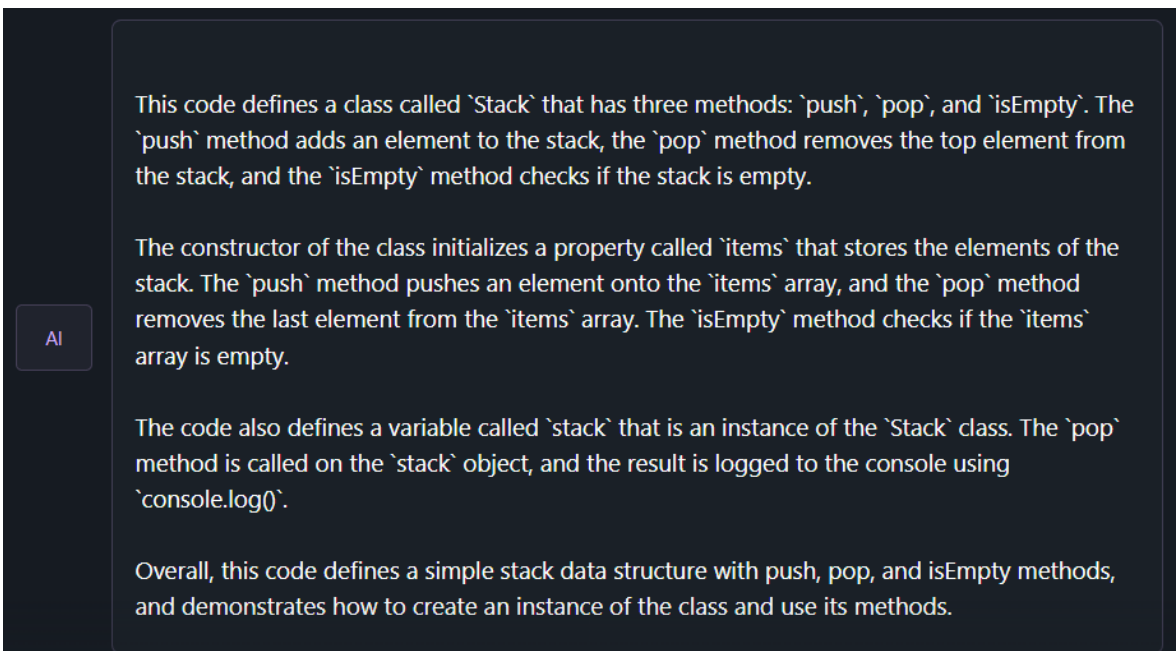 This code defines a class called `Stack` that has three methods: `push`, `pop`, and `isEmpty`. The
`push` method adds an element to the stack, the `pop` method removes the top element from
the stack, and the `isEmpty` method checks if the stack is empty.
The constructor of the class initializes a property called `items` that stores the elements of the
stack. The `push` method pushes an element onto the `items` array, and the `pop` method
removes the last element from the `items` array. The `isEmpty` method checks if the `items`
AI
array is empty.
The code also defines a variable called `stack` that is an instance of the `Stack` class. The `pop`
method is called on the `stack` object, and the result is logged to the console using
`console.log()`.
Overall, this code defines a simple stack data structure with push, pop, and isEmpty methods,
and demonstrates how to create an instance of the class and use its methods.